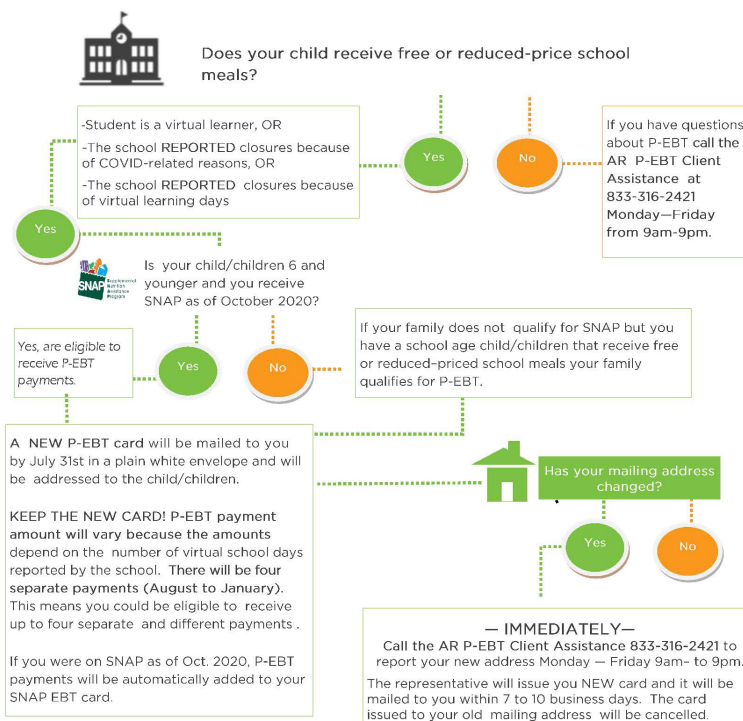 Does your child receive free or reduced-price school
meals?
-Student is a virtual learner, OR
-The school REPORTED closures because
of COVID-related reasons, OR
-The school REPORTED closures because
of virtual learning days
Yes
No
If you have questions
about P-EBT call the
AR P-EBT Client
Assistance at
833-316-2421
Monday—Friday
from 9am-9pm.
Yes
SNAP
Supplemental
Nutrition
Assistance
Program
Is your child/children 6 and
younger and you receive
SNAP as of October 2020?
Yes, are eligible to
receive P-EBT
payments.
Yes
No
If your family does not qualify for SNAP but you
have a school age child/children that receive free
or reduced–priced school meals your family
qualifies for P-EBT.
A NEW P-EBT card will be mailed to you
by July 31st in a plain white envelope and will
be addressed to the child/children.
KEEP THE NEW CARD! P-EBT payment
amount will vary because the amounts
depend on the number of virtual school days
reported by the school. There will be four
separate payments (August to January).
This means you could be eligible to receive
up to four separate and different payments .
If you were on SNAP as of Oct. 2020, P-EBT
payments will be automatically added to your
SNAP EBT card.
Has your mailing address
changed?
Yes
No
— IMMEDIATELY—
Call the AR P-EBT Client Assistance 833-316-2421 to
report your new address Monday — Friday 9am– to 9pm.
The representative will issue you NEW card and it will be
mailed to you within 7 to 10 business days. The card
issued to your old mailing address will be cancelled.